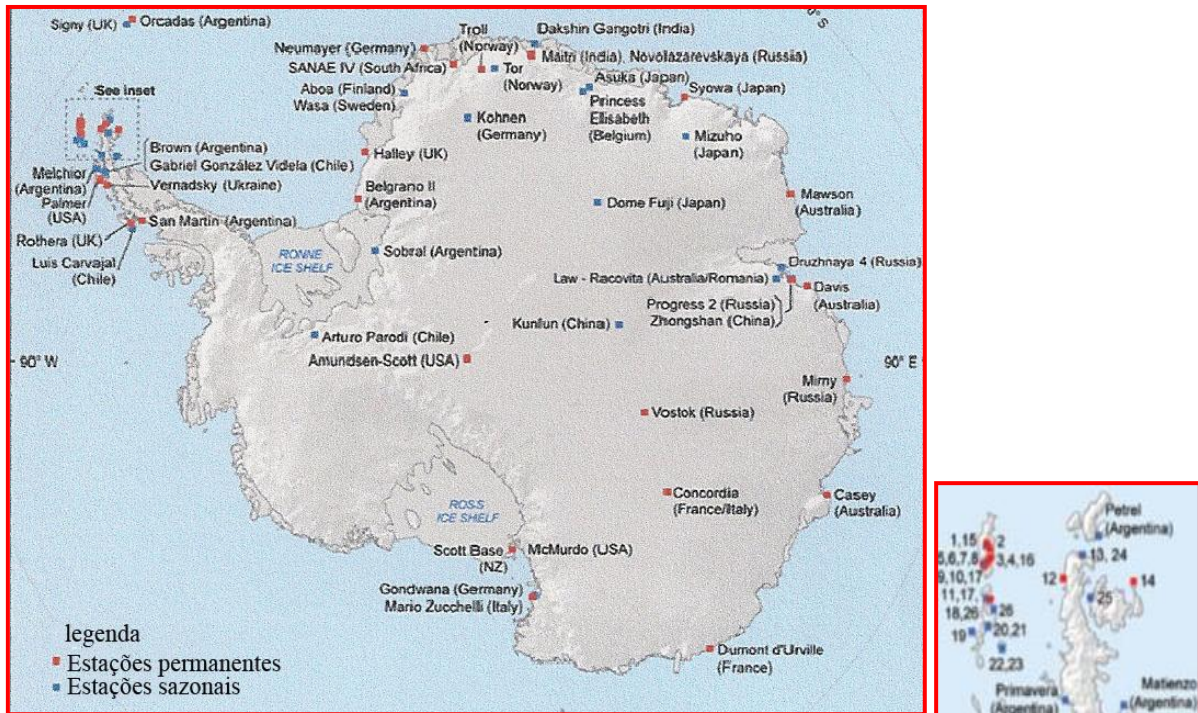 Signy (UK)
Orcadas (Argentina)
0° S
Troll
(Norway)
Dakshin Gangotri (India)
Neumayer (Germany)
Maitri (India), Novolazarevskaya (Russia)
SANAE IV (South Africa)
Tor
(Norway)
Asuka (Japan)
Aboa (Finland)
Wasa (Sweden)
Princess
Ellisabeth
(Belgium)
Syowa (Japan)
See inset
Kohnen
(Germany)
Mizuho
(Japan)
Brown (Argentina)
Halley (UK)
Gabriel González Videla (Chile)
Melchior
(Argentina)
Vernadsky (Ukraine)
Palmer
(USA)
Belgrano II
(Argentina)
Dome Fuji (Japan)
Mawson
(Australia)
San Martin (Argentina)
Rothera (UK)
Luis Carvajal
(Chile)
RONNE
ICE SHELF
Sobral (Argentina)
Druzhnaya 4 (Russia)
Law - Racovita (Australia/Romania)
Davis
(Australia)
Progress 2 (Russia)
Zhongshan (China)
Kunlun (China)
Arturo Parodi (Chile)
90° W
Amundsen-Scott (USA)
90° E
Mirny
(Russia)
Vostok (Russia)
Concordia
(France/Italy)
Casey
(Australia)
ROSS
ICE SHELF
Scott Base
(NZ)
McMurdo (USA)
Gondwana (Germany)
Mario Zucchelli (Italy)
Dumont d'Urville
(France)
legenda
Estações permanentes
Estações sazonais
Petrel
(Argentina)
1,15
2
5,6,7,8
3,4,16
13, 24
9,10,17
12
14
11,17,
25
18,26
19
20,21
22,23
Primavera
(Argentina)
Matienzo
(Argentina)